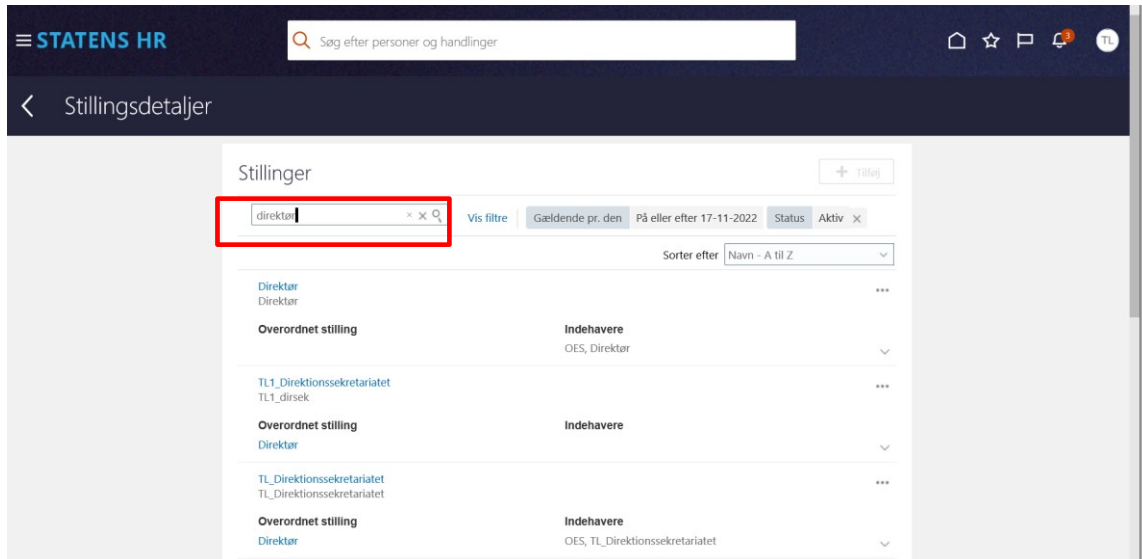 STATENS HR
Søg efter personer og handlinger
3
TL
Stillingsdetaljer
Stillinger
Tilføj
direktør
Vis filtre
Gældende pr. den På eller efter 17-11-2022 Status Aktiv
Sorter efter Navn - A til Z
Direktør
Direktør
Overordnet stilling Indehavere
OES, Direktør
TL1_Direktionssekretariatet
TL1_dirsek
Overordnet stilling Indehavere
Direktør
TL_Direktionssekretariatet
TL_Direktionssekretariatet
Overordnet stilling Indehavere
Direktør OES, TL_Direktionssekretariatet